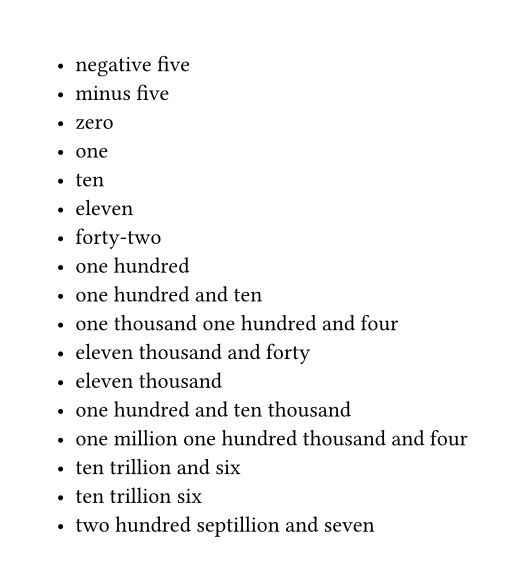 • negative five
• minus five
• zero
• one
• ten
• eleven
• forty-two
• one hundred
• one hundred and ten
• one thousand one hundred and four
• eleven thousand and forty
• eleven thousand
• one hundred and ten thousand
• one million one hundred thousand and four
• ten trillion and six
• ten trillion six
• two hundred septillion and seven